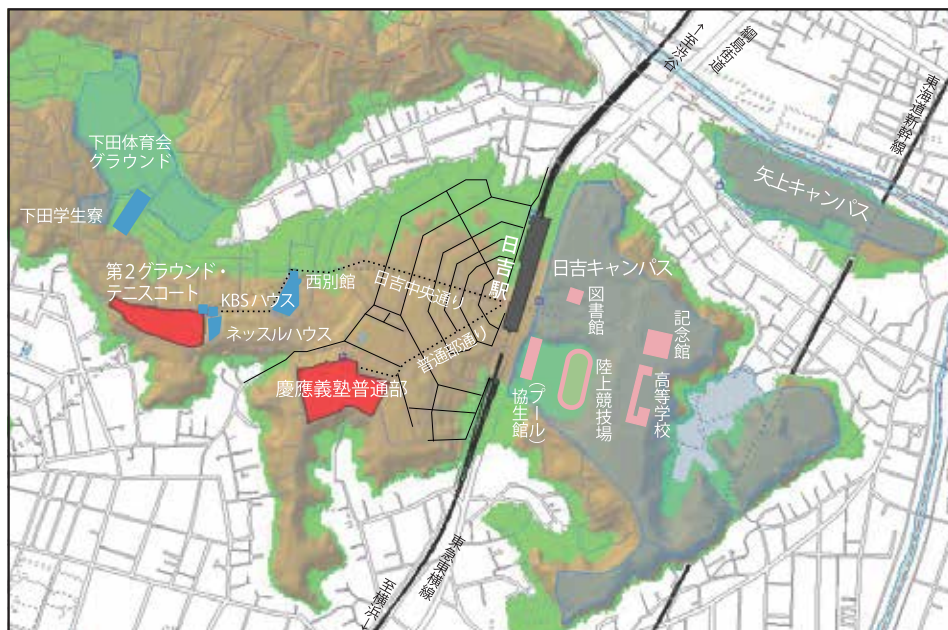 ←至渋谷
綱島街道
東海道新幹線
矢上キャンパス
下田体育会
グラウンド
下田学生寮
第2グラウンド・
テニスコート
KBSハウス
西別館
ネッスルハウス
日吉中央通り
普通部通り
日吉駅
日吉キャンパス
図書館
記念館
慶應義塾普通部
(プール)
協生館
陸上競技場
高等学校
東急東横線
至横浜→